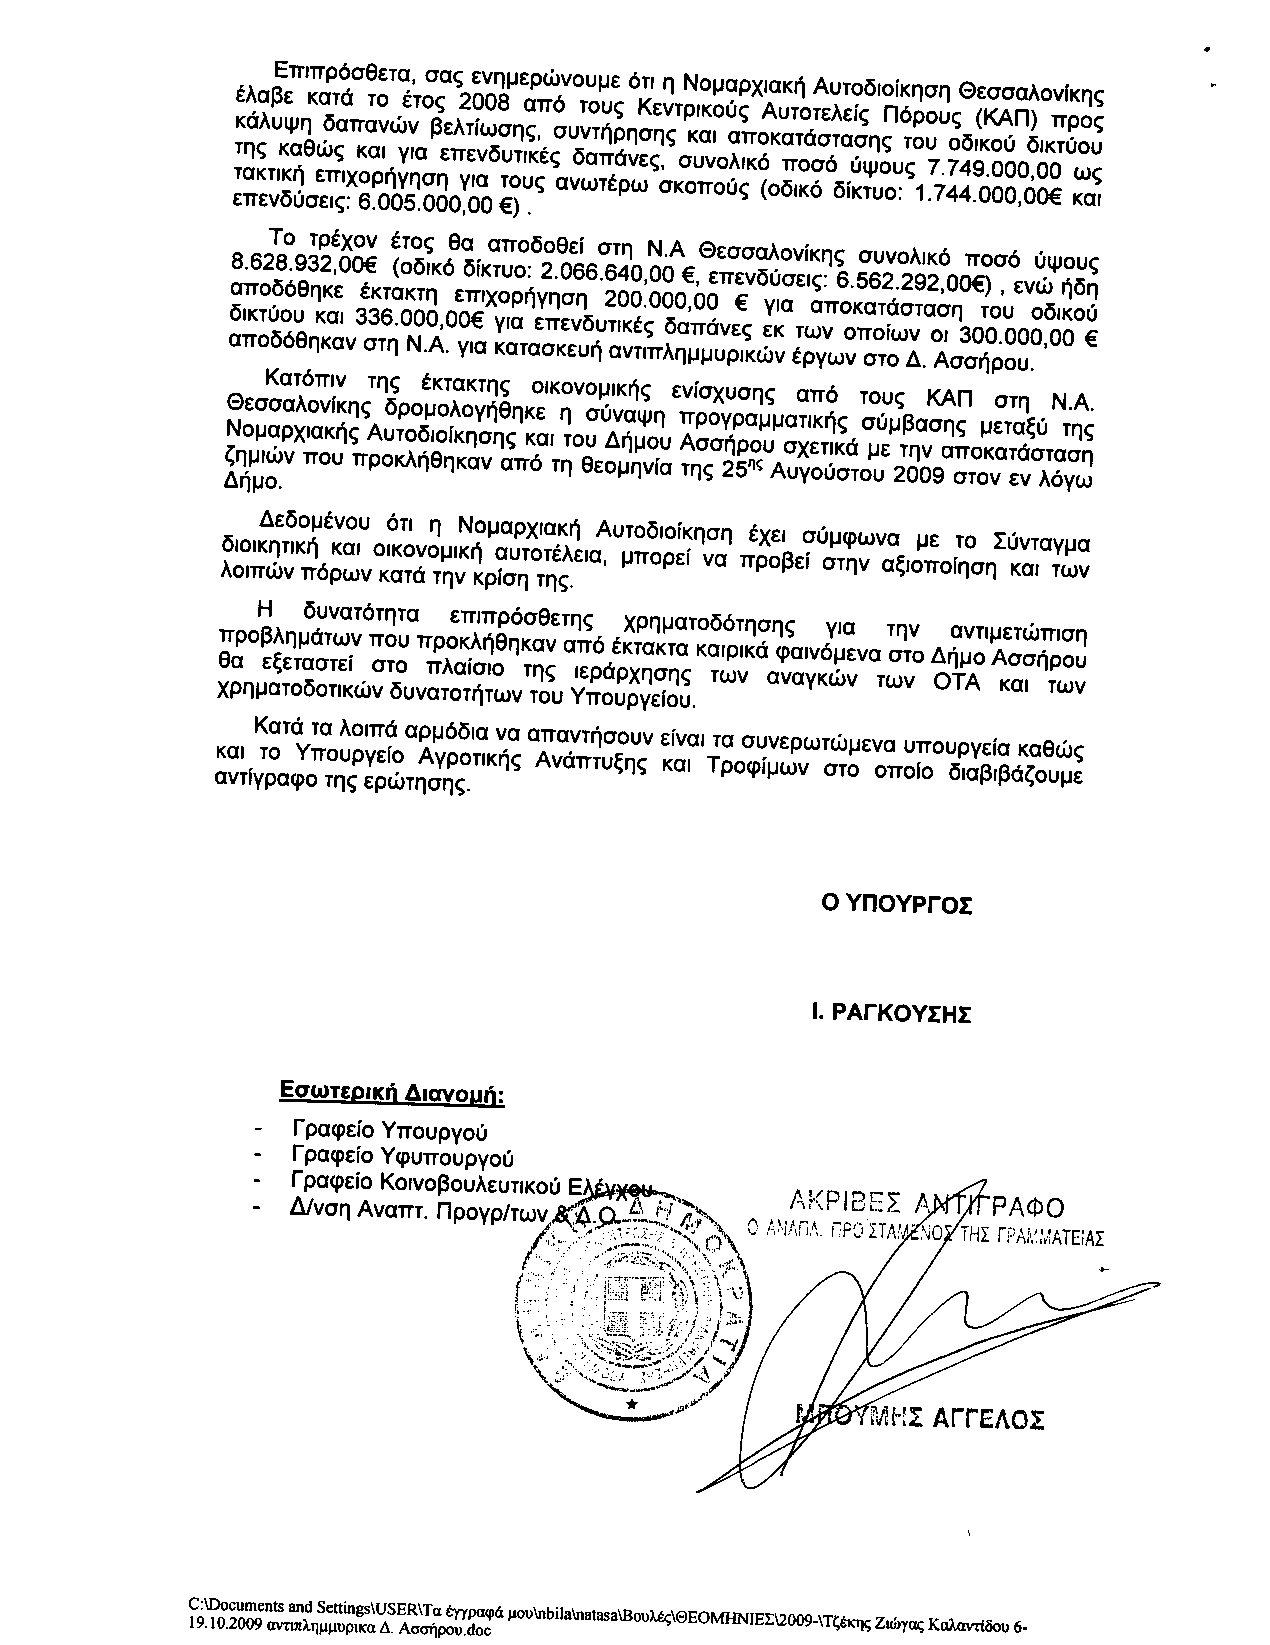 Επιπρόσθετα, σας ενημερώνουμε ότι η Νομαρχιακή Αυτοδιοίκηση Θεσσαλονίκης
έλαβε κατά το έτος 2008 από τους Κεντρικούς Αυτοτελείς Πόρους (ΚΑΠ) προς
κάλυψη δαπανών βελτίωσης, συντήρησης και αποκατάστασης του οδικού δικτύου
της καθώς και για επενδυτικές δαπάνες, συνολικό ποσό ύψους 7.749.000,00 ως
τακτική επιχορήγηση για τους ανωτέρω σκοπούς (οδικό δίκτυο: 1.744.000,00€ και
επενδύσεις: 6.005.000,00 €) .
Το τρέχον έτος θα αποδοθεί στη Ν.Α Θεσσαλονίκης συνολικό ποσό ύψους
8.628.932,00€ (οδικό δίκτυο: 2.066.640,00 €, επενδύσεις: 6.562.292,00€) , ενώ ήδη
αποδόθηκε έκτακτη επιχορήγηση 200.000,00 € για αποκατάσταση του οδικού
δικτύου και 336.000,00€ για επενδυτικές δαπάνες εκ των οποίων οι 300.000,00 €
αποδόθηκαν στη Ν.Α. για κατασκευή αντιπλημμυρικών έργων στο Δ. Ασσήρου.
Κατόπιν της έκτακτης οικονομικής ενίσχυσης από τους ΚΑΠ στη Ν.Α.
Θεσσαλονίκης δρομολογήθηκε η σύναψη προγραμματικής σύμβασης μεταξύ της
Νομαρχιακής Αυτοδιοίκησης και του Δήμου Ασσήρου σχετικά με την αποκατάσταση
ζημιών που προκλήθηκαν από τη θεομηνία της 25ης Αυγούστου 2009 στον εν λόγω
Δήμο.
Δεδομένου ότι η Νομαρχιακή Αυτοδιοίκηση έχει σύμφωνα με το Σύνταγμα
διοικητική και οικονομική αυτοτέλεια, μπορεί να προβεί στην αξιοποίηση και των
λοιπών πόρων κατά την κρίση της.
Η δυνατότητα επιπρόσθετης χρηματοδότησης για την αντιμετώπιση
προβλημάτων που προκλήθηκαν από έκτακτα καιρικά φαινόμενα στο Δήμο Ασσήρου
θα εξεταστεί στο πλαίσιο της ιεράρχησης των αναγκών των ΟΤΑ και των
χρηματοδοτικών δυνατοτήτων του Υπουργείου.
Κατά τα λοιπά αρμόδια να απαντήσουν είναι τα συνερωτώμενα υπουργεία καθώς
και το Υπουργείο Αγροτικής Ανάπτυξης και Τροφίμων στο οποίο διαβιβάζουμε
αντίγραφο της ερώτησης.
Ο ΥΠΟΥΡΓΟΣ
Ι. ΡΑΓΚΟΥΣΗΣ
Εσωτερική Διανομή:
- Γραφείο Υπουργού
- Γραφείο Υφυπουργού
- Γραφείο Κοινοβουλευτικού Ελέγχου
- Δ/νση Αναπτ. Προγρ/των & Δ.Ο.
ΔΗΜΟΚΡΑΤΙΑ
ΑΚΡΙΒΕΣ ΑΝΤΙΓΡΑΦΟ
Ο ΑΝΑΠΛ. ΠΡΟΪΣΤΑΜΕΝΟΣ ΤΗΣ ΓΡΑΜΜΑΤΕΙΑΣ
ΜΠΟΥΜΗΣ ΑΓΓΕΛΟΣ
C:\Documents and Settings\USER\Τα έγγραφά μου\nbila\natasa\Βουλές\ΘΕΟΜΗΝΙΕΣ\2009-\Τζέκης Ζιώγας Καλαντίδου 6-
19.10.2009 αντιπλημμυρικα Δ. Ασσήρου.doc